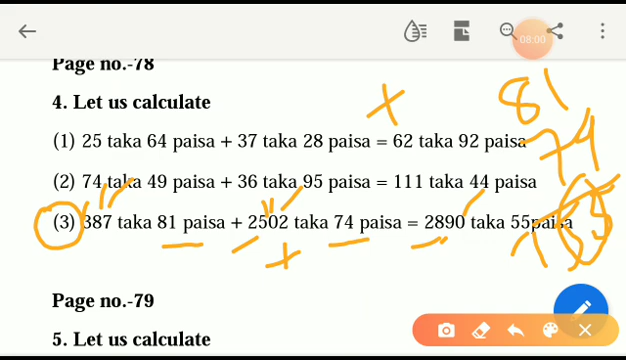 08:00
Page no.-78
4. Let us calculate
81
(1) 25 taka 64 paisa + 37 taka 28 paisa = 62 taka 92 paisa
74
(2) 74 taka 49 paisa + 36 taka 95 paisa = 111 taka 44 paisa
(3) 387 taka 81 paisa + 2502 taka 74 paisa = 2890 taka 55paisa
155
Page no.-79
5. Let us calculate